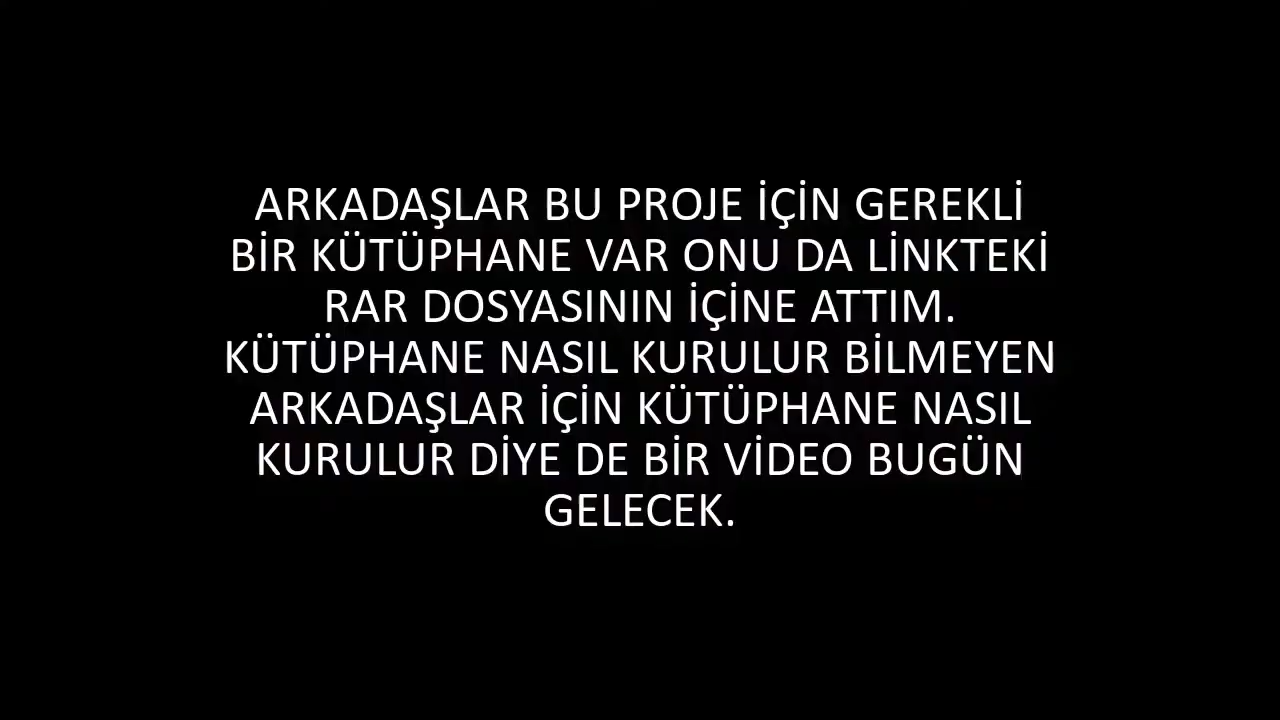 ARKADAŞLAR BU PROJE İÇİN GEREKLİ
BİR KÜTÜPHANE VAR ONU DA LİNKTEKİ
RAR DOSYASININ İÇİNE ATTIM.
KÜTÜPHANE NASIL KURULUR BİLMEYEN
ARKADAŞLAR İÇİN KÜTÜPHANE NASIL
KURULUR DİYE DE BİR VİDEO BUGÜN
GELECEK.